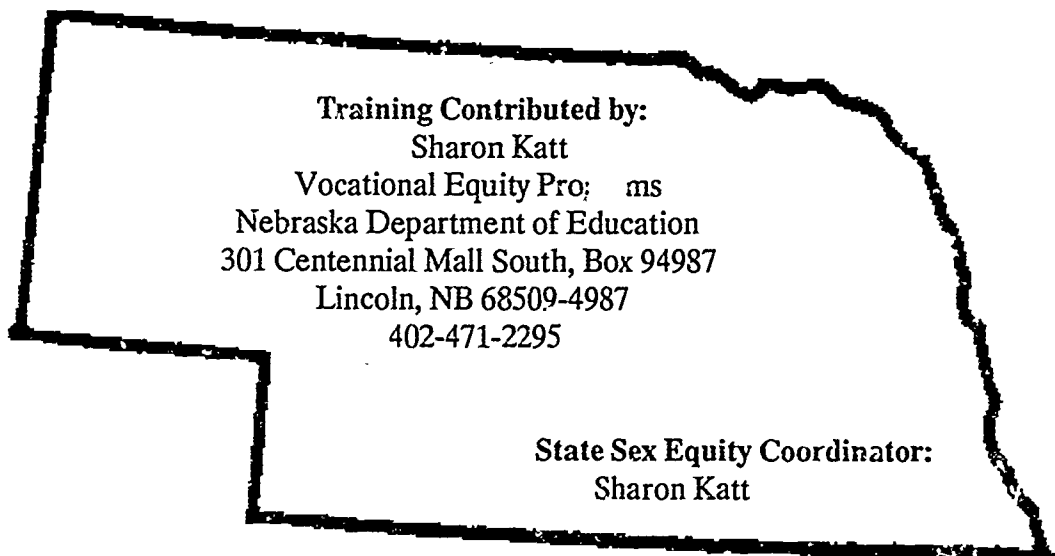 Training Contributed by:
Sharon Katt
Vocational Equity
Nebraska Department of Education
301 Centennial Mall South, Box 94987
Lincoln, NB 68509-4987
402-471-2295
State Sex Equity Coordinator:
Sharon Katt